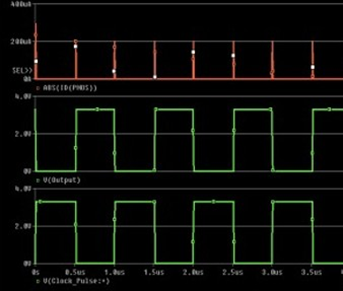 400uA
200uA
SEL>>
0A
ABS(ID(PMOS))
4.0V
2.0V
0V
V(Output)
4.0V
2.0V
0V
0s 0.5us 1.0us 1.5us 2.0us 2.5us 3.0us 3.5us
V(Clock_Pulse:+)